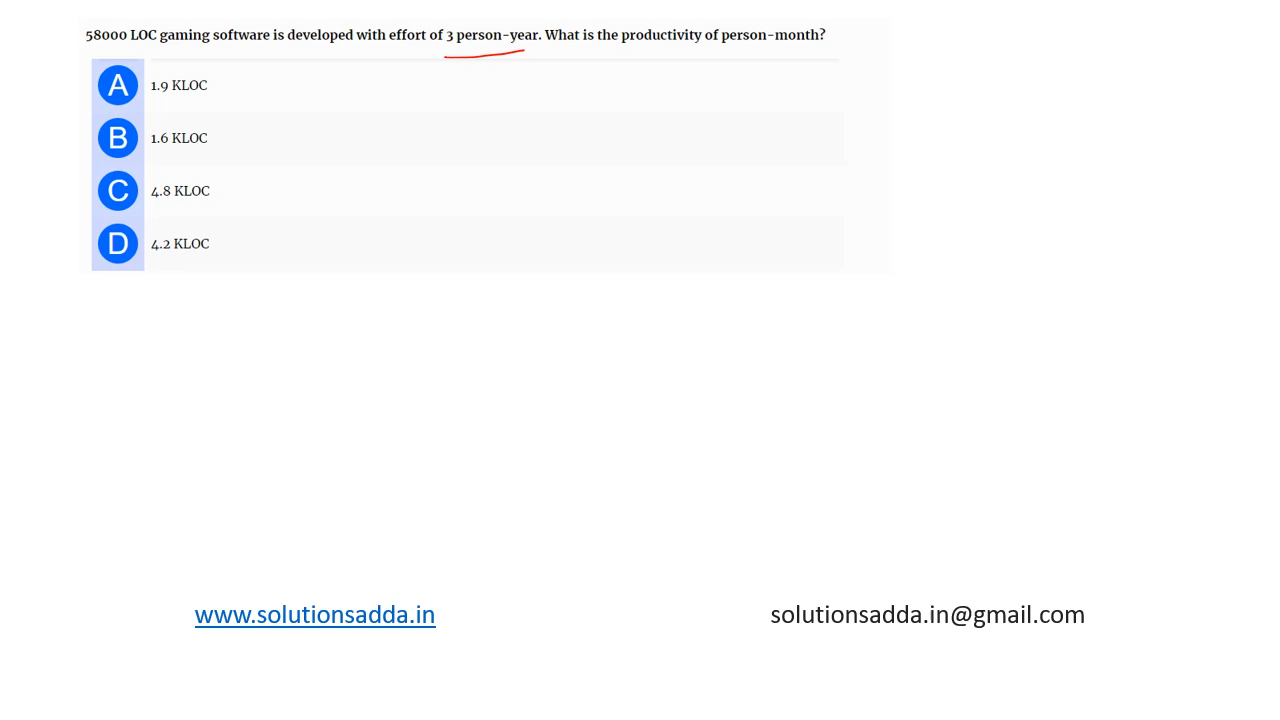 58000 LOC gaming software is developed with effort of 3 person-year. What is the productivity of person-month?
A 1.9 KLOC
B 1.6 KLOC
C 4.8 KLOC
D 4.2 KLOC
www.solutionsadda.in solutionsadda.in@gmail.com